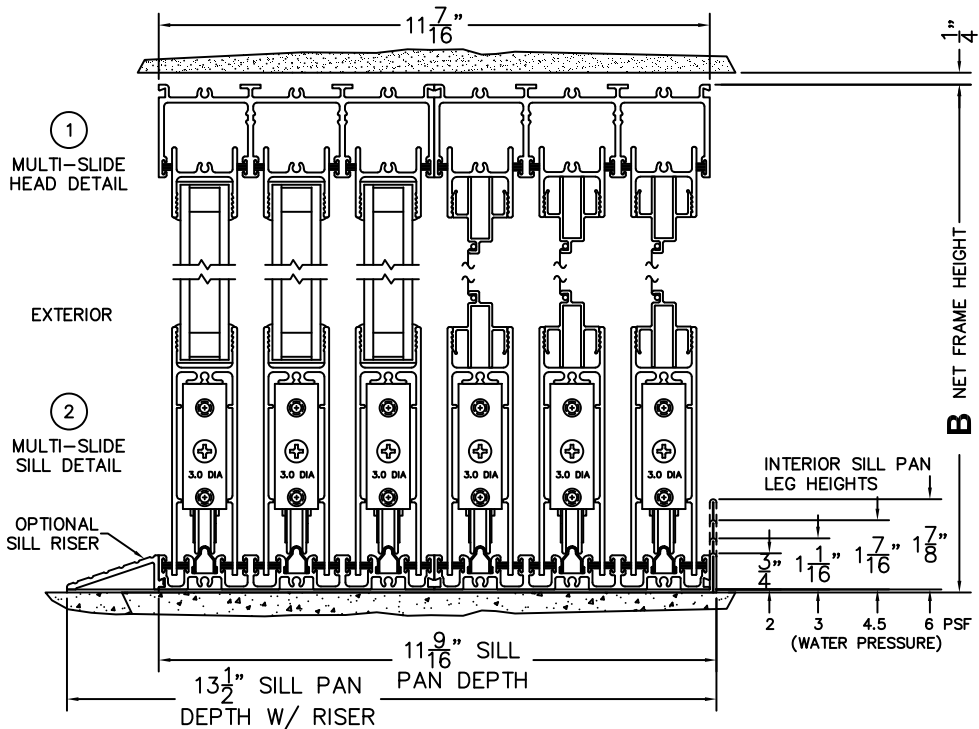 11 7/16"
1/4"
1
MULTI-SLIDE
HEAD DETAIL
EXTERIOR
NET FRAME HEIGHT
B
2
MULTI-SLIDE
SILL DETAIL
3.0 DIA
3.0 DIA
3.0 DIA
3.0 DIA
3.0 DIA
3.0 DIA
INTERIOR SILL PAN
LEG HEIGHTS
OPTIONAL
SILL RISER
3/4"
1 1/16"
1 7/16"
1 7/8"
2 3 4.5 6 PSF
(WATER PRESSURE)
11 9/16" SILL
PAN DEPTH
13 1/2" SILL PAN
DEPTH W/ RISER